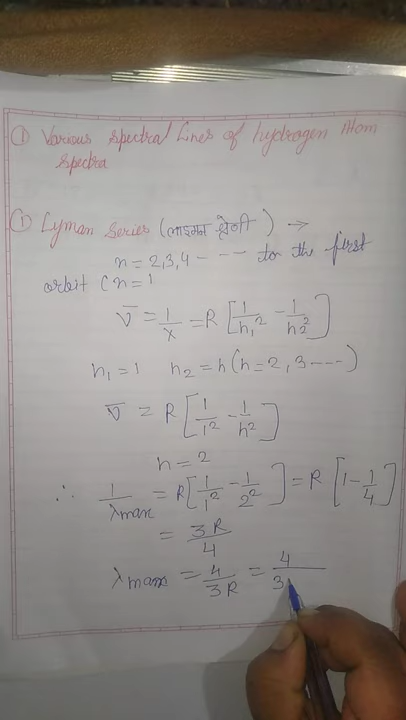 ① Various Spectral Lines of hydrogen Atom
Spectra
① Lyman Series (लाइमन श्रेणी) →
n = 2,3,4 - - - - - for the first
orbit (n=1
ν̅ = 1/λ = R [1/n₁² - 1/n₂²]
n₁ = 1 n₂ = n (n = 2, 3 ----)
ν̅ = R [1/1² - 1/n²]
n = 2
∴ 1/λmax = R [1/1² - 1/2²] = R [1 - 1/4]
= 3R/4
λmax = 4/3R = 4/3